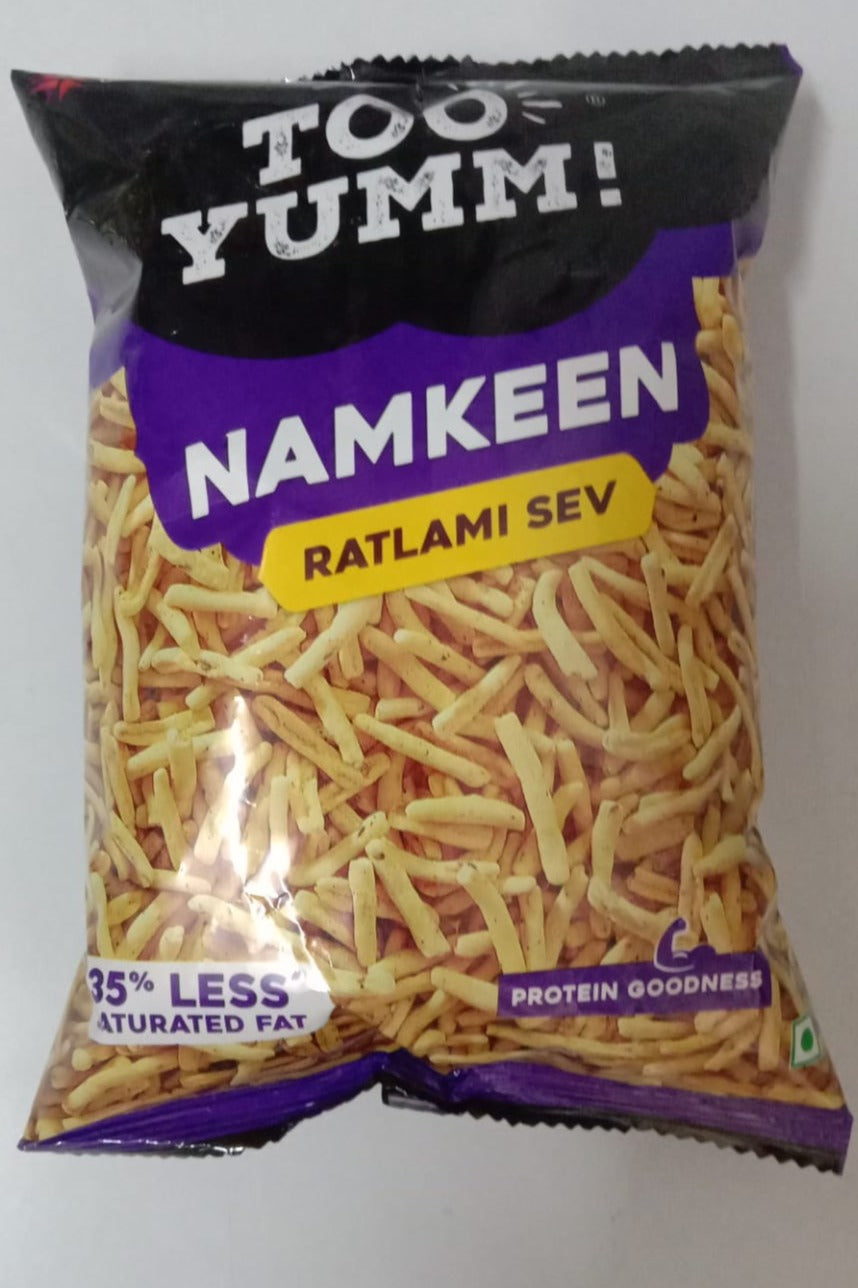 TOO
YUMM!
NAMKEEN
RATLAMI SEV
35% LESS*
ATURATED FAT
PROTEIN GOODNESS